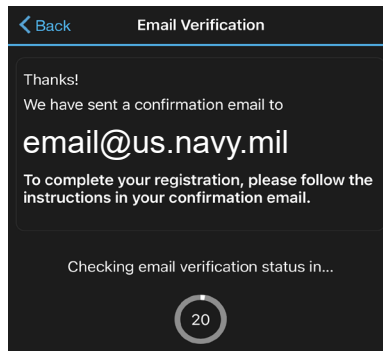 Back
Email Verification
Thanks!
We have sent a confirmation email to
email@us.navy.mil
To complete your registration, please follow the
instructions in your confirmation email.
Checking email verification status in...
20